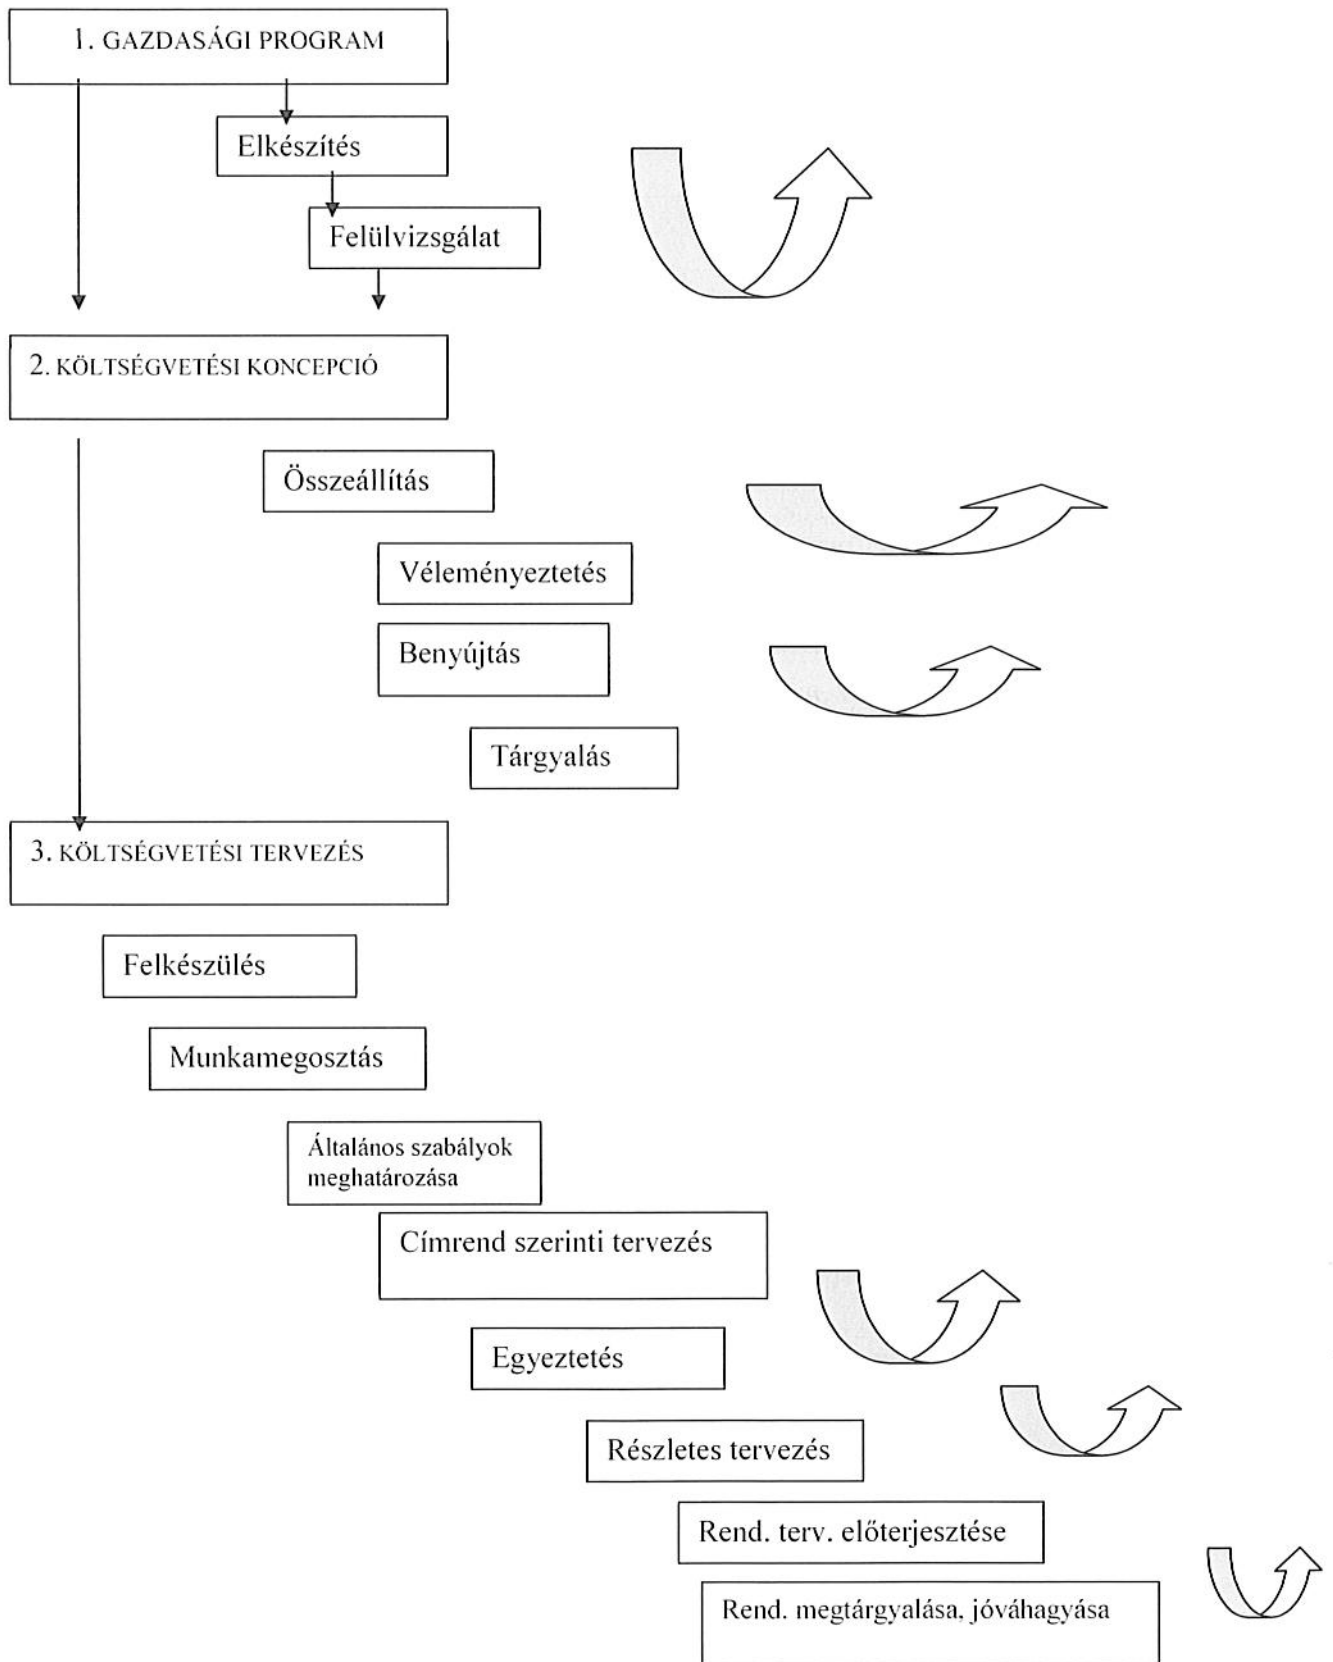 1. GAZDASÁGI PROGRAM
Elkészítés
Felülvizsgálat
2. KÖLTSÉGVETÉSI KONCEPCIÓ
Összeállítás
Véleményeztetés
Benyújtás
Tárgyalás
3. KÖLTSÉGVETÉSI TERVEZÉS
Felkészülés
Munkamegosztás
Általános szabályok
meghatározása
Címrend szerinti tervezés
Egyeztetés
Részletes tervezés
Rend. terv. előterjesztése
Rend. megtárgyalása, jóváhagyása